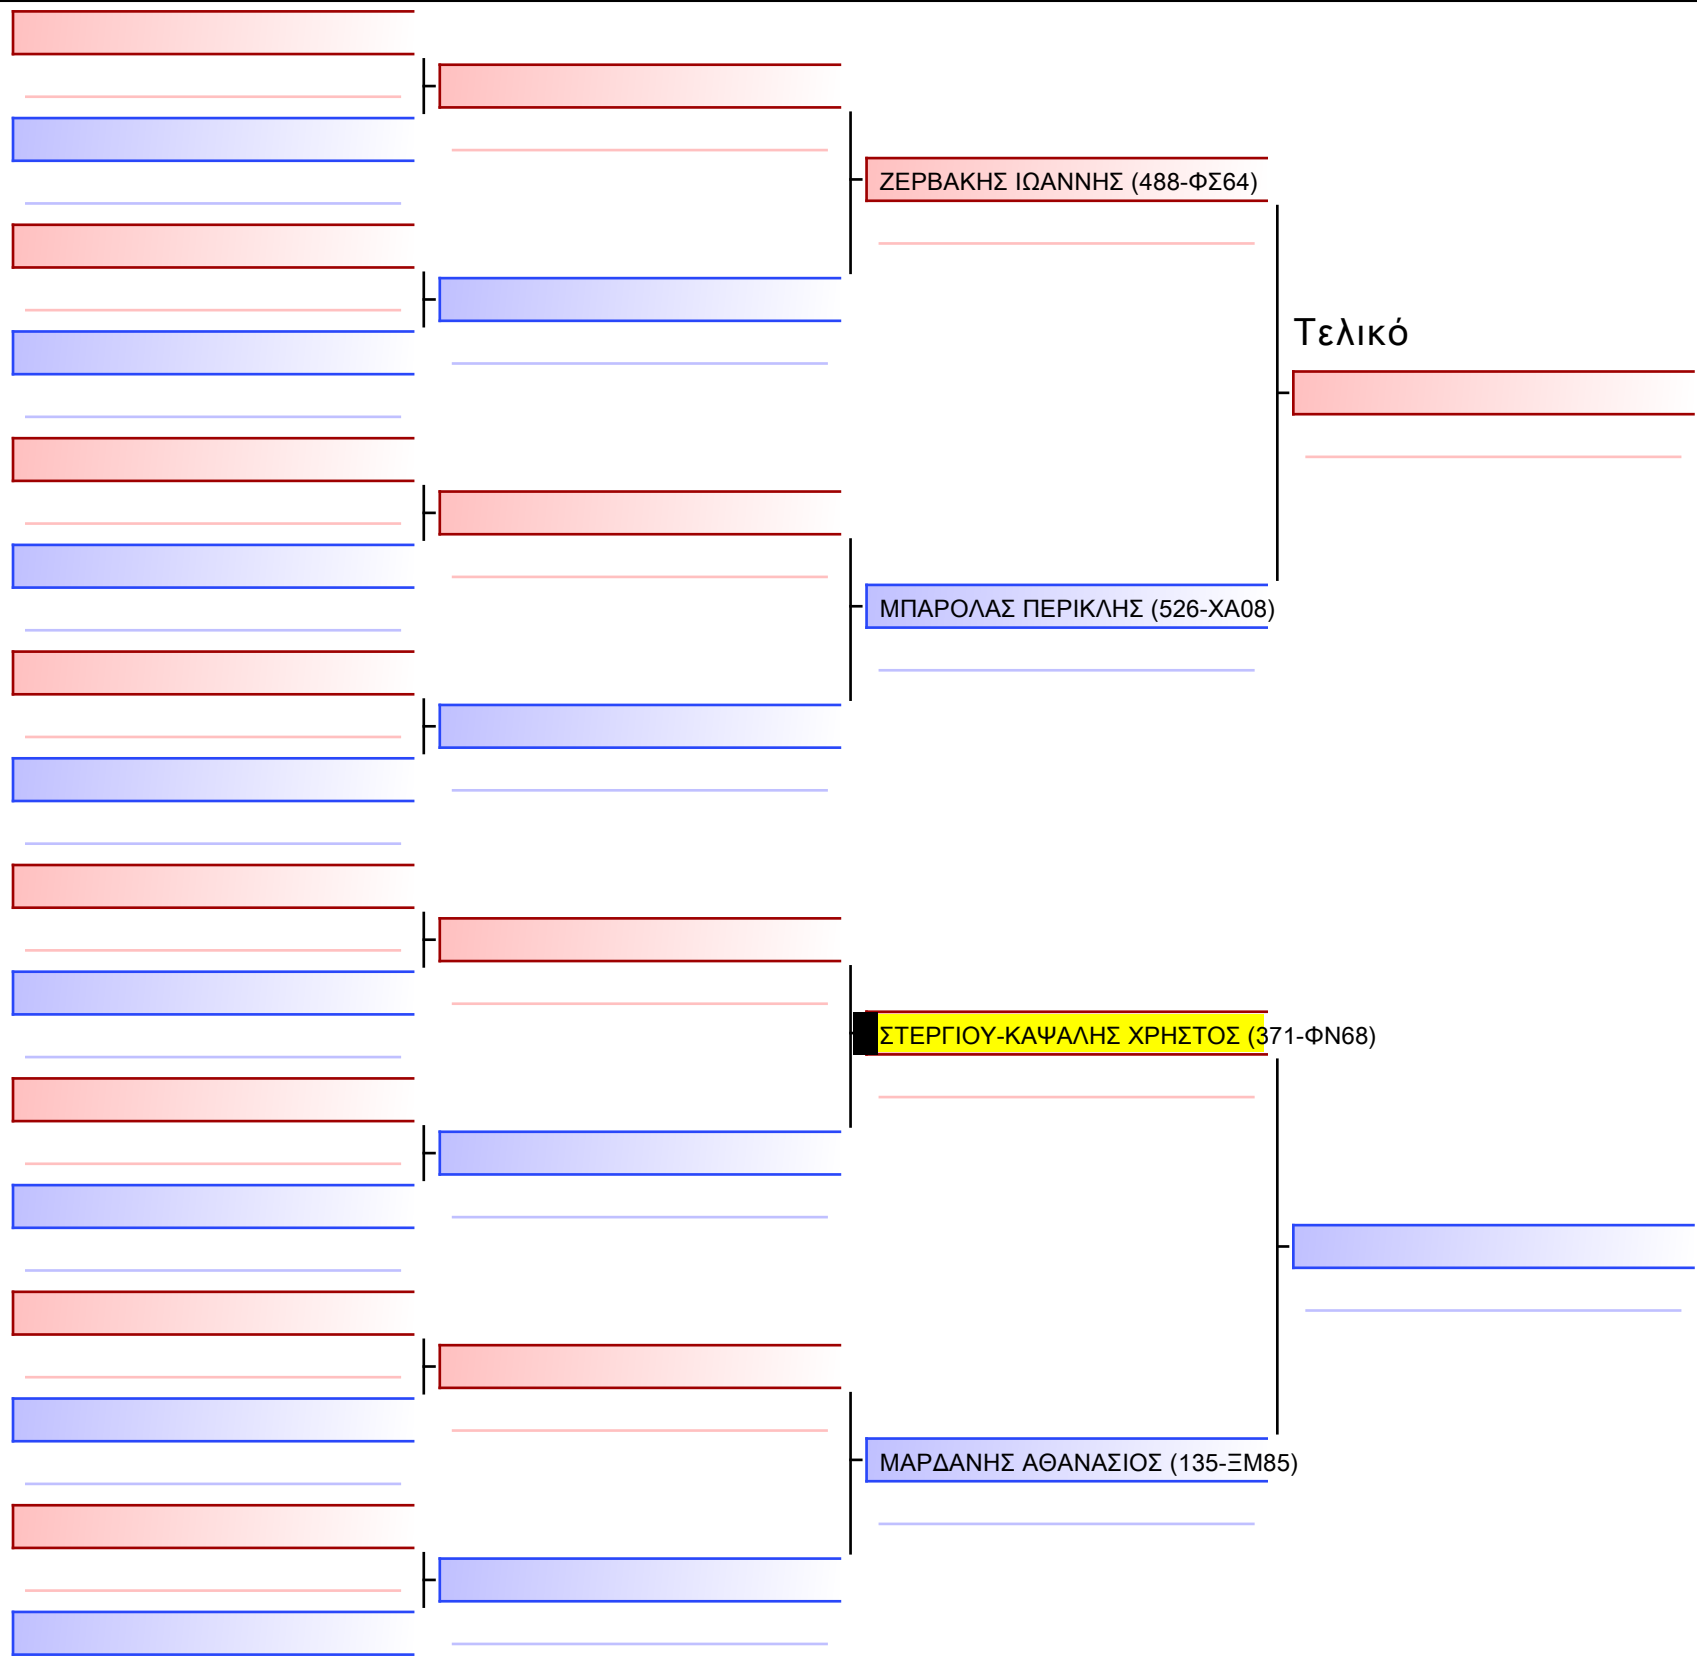 ΖΕΡΒΑΚΗΣ ΙΩΑΝΝΗΣ (488-ΦΣ64)
Τελικό
ΜΠΑΡΟΛΑΣ ΠΕΡΙΚΛΗΣ (526-ΧΑ08)
ΣΤΕΡΓΙΟΥ-ΚΑΨΑΛΗΣ ΧΡΗΣΤΟΣ (371-ΦΝ68)
ΜΑΡΔΑΝΗΣ ΑΘΑΝΑΣΙΟΣ (135-ΞΜ85)